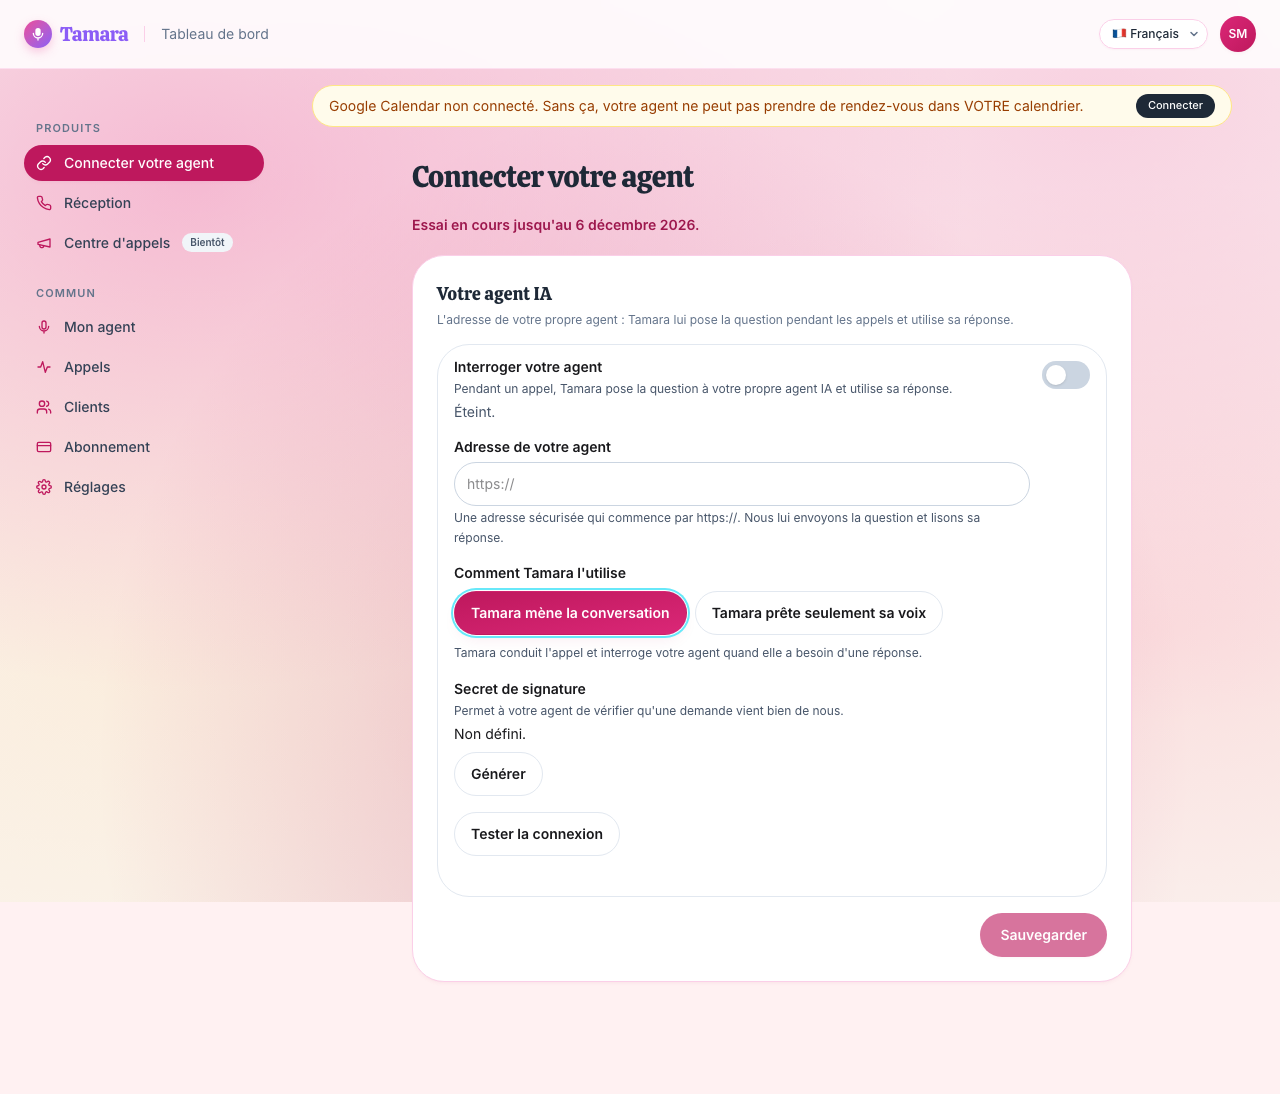 Tamara
Tableau de bord
Français
SM
Google Calendar non connecté. Sans ça, votre agent ne peut pas prendre de rendez-vous dans VOTRE calendrier.
Connecter
PRODUITS
Connecter votre agent
Réception
Centre d'appels
Bientôt
COMMUN
Mon agent
Appels
Clients
Abonnement
Réglages
Connecter votre agent
Essai en cours jusqu'au 6 décembre 2026.
Votre agent IA
L'adresse de votre propre agent : Tamara lui pose la question pendant les appels et utilise sa réponse.
Interroger votre agent
Pendant un appel, Tamara pose la question à votre propre agent IA et utilise sa réponse.
Éteint.
Adresse de votre agent
https://
Une adresse sécurisée qui commence par https://. Nous lui envoyons la question et lisons sa
réponse.
Comment Tamara l'utilise
Tamara mène la conversation
Tamara prête seulement sa voix
Tamara conduit l'appel et interroge votre agent quand elle a besoin d'une réponse.
Secret de signature
Permet à votre agent de vérifier qu'une demande vient bien de nous.
Non défini.
Générer
Tester la connexion
Sauvegarder